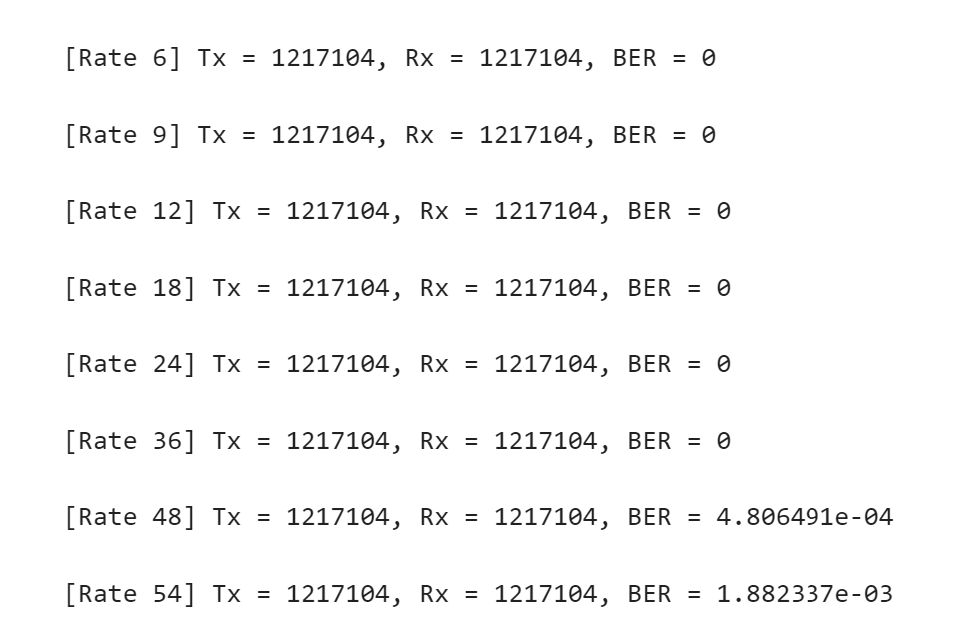 [Rate 6] Tx = 1217104, Rx = 1217104, BER = 0
[Rate 9] Tx = 1217104, Rx = 1217104, BER = 0
[Rate 12] Tx = 1217104, Rx = 1217104, BER = 0
[Rate 18] Tx = 1217104, Rx = 1217104, BER = 0
[Rate 24] Tx = 1217104, Rx = 1217104, BER = 0
[Rate 36] Tx = 1217104, Rx = 1217104, BER = 0
[Rate 48] Tx = 1217104, Rx = 1217104, BER = 4.806491e-04
[Rate 54] Tx = 1217104, Rx = 1217104, BER = 1.882337e-03